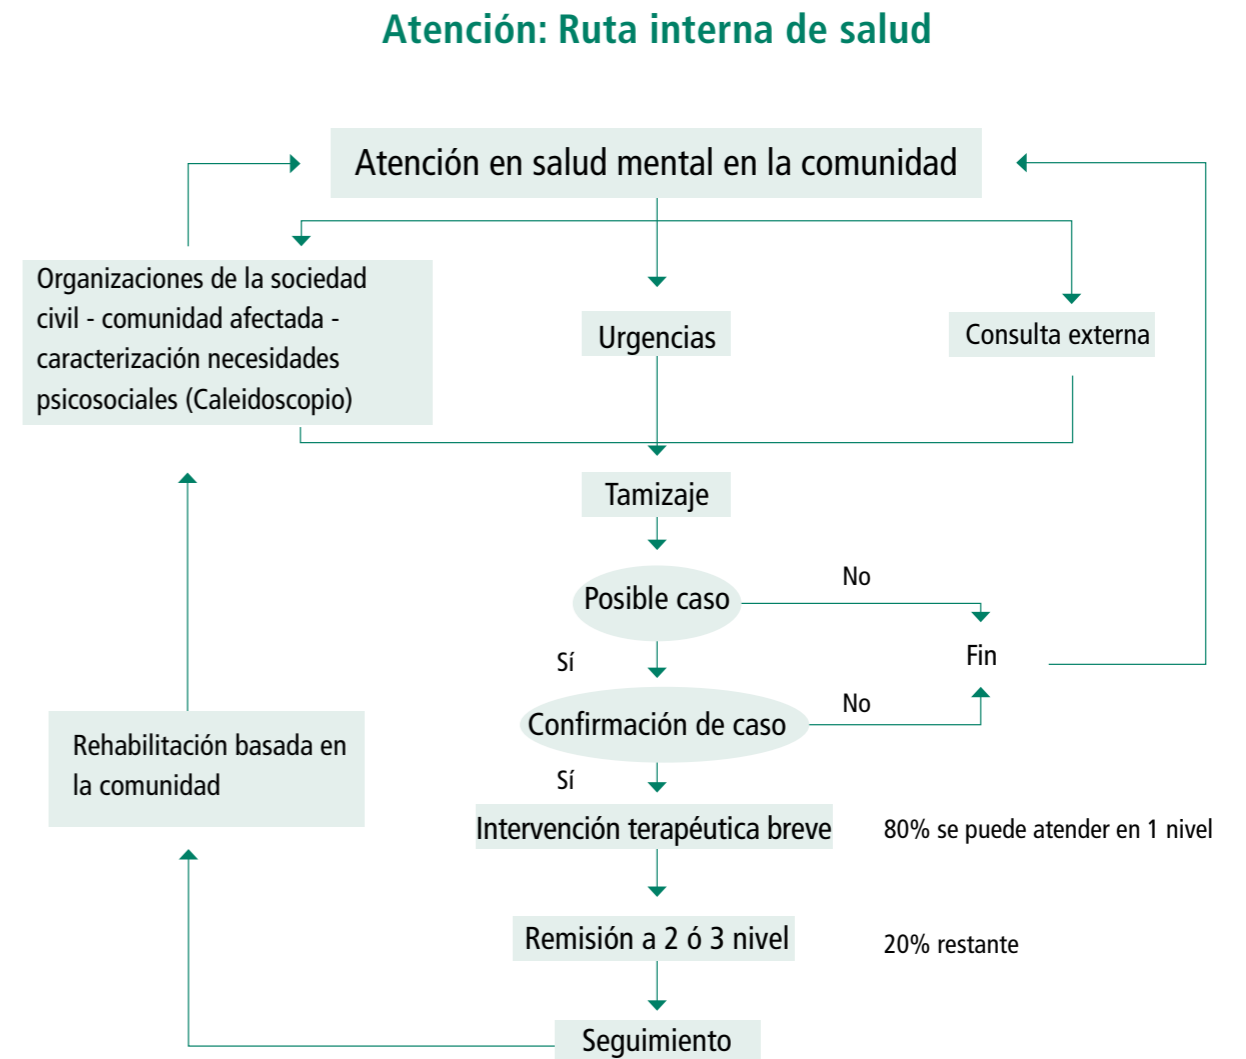 Atención: Ruta interna de salud
Atención en salud mental en la comunidad
Organizaciones de la sociedad
civil - comunidad afectada -
caracterización necesidades
psicosociales (Caleidoscopio)
Urgencias
Consulta externa
Tamizaje
Posible caso
No
Sí
Fin
Confirmación de caso
No
Sí
Rehabilitación basada en
la comunidad
Intervención terapéutica breve
80% se puede atender en 1 nivel
Remisión a 2 ó 3 nivel
20% restante
Seguimiento